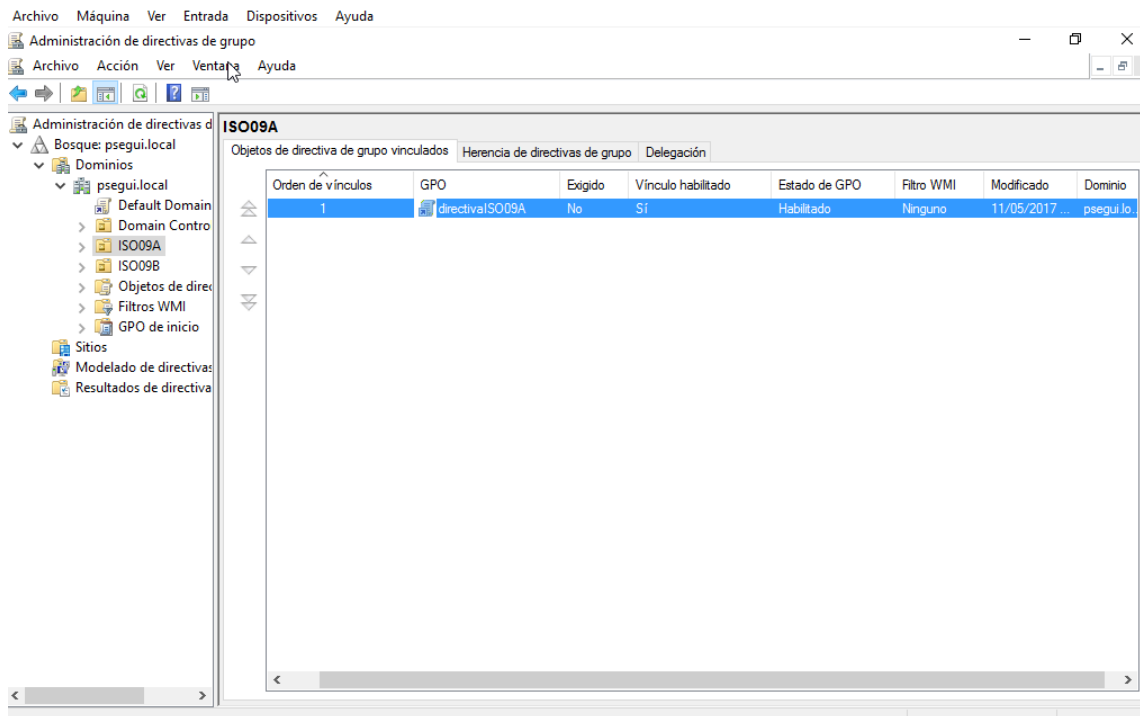 Archivo Máquina Ver Entrada Dispositivos Ayuda
Administración de directivas de grupo
Archivo Acción Ver Ventana Ayuda
Administración de directivas d
Bosque: psegui.local
Dominios
psegui.local
Default Domain
Domain Contro
ISO09A
ISO09B
Objetos de direc
Filtros WMI
GPO de inicio
Sitios
Modelado de directivas
Resultados de directiva
ISO09A
Objetos de directiva de grupo vinculados Herencia de directivas de grupo Delegación
Orden de vínculos GPO Exigido Vínculo habilitado Estado de GPO Filtro WMI Modificado Dominio
1 directivaISO09A No Sí Habilitado Ninguno 11/05/2017 ... psegui.lo...